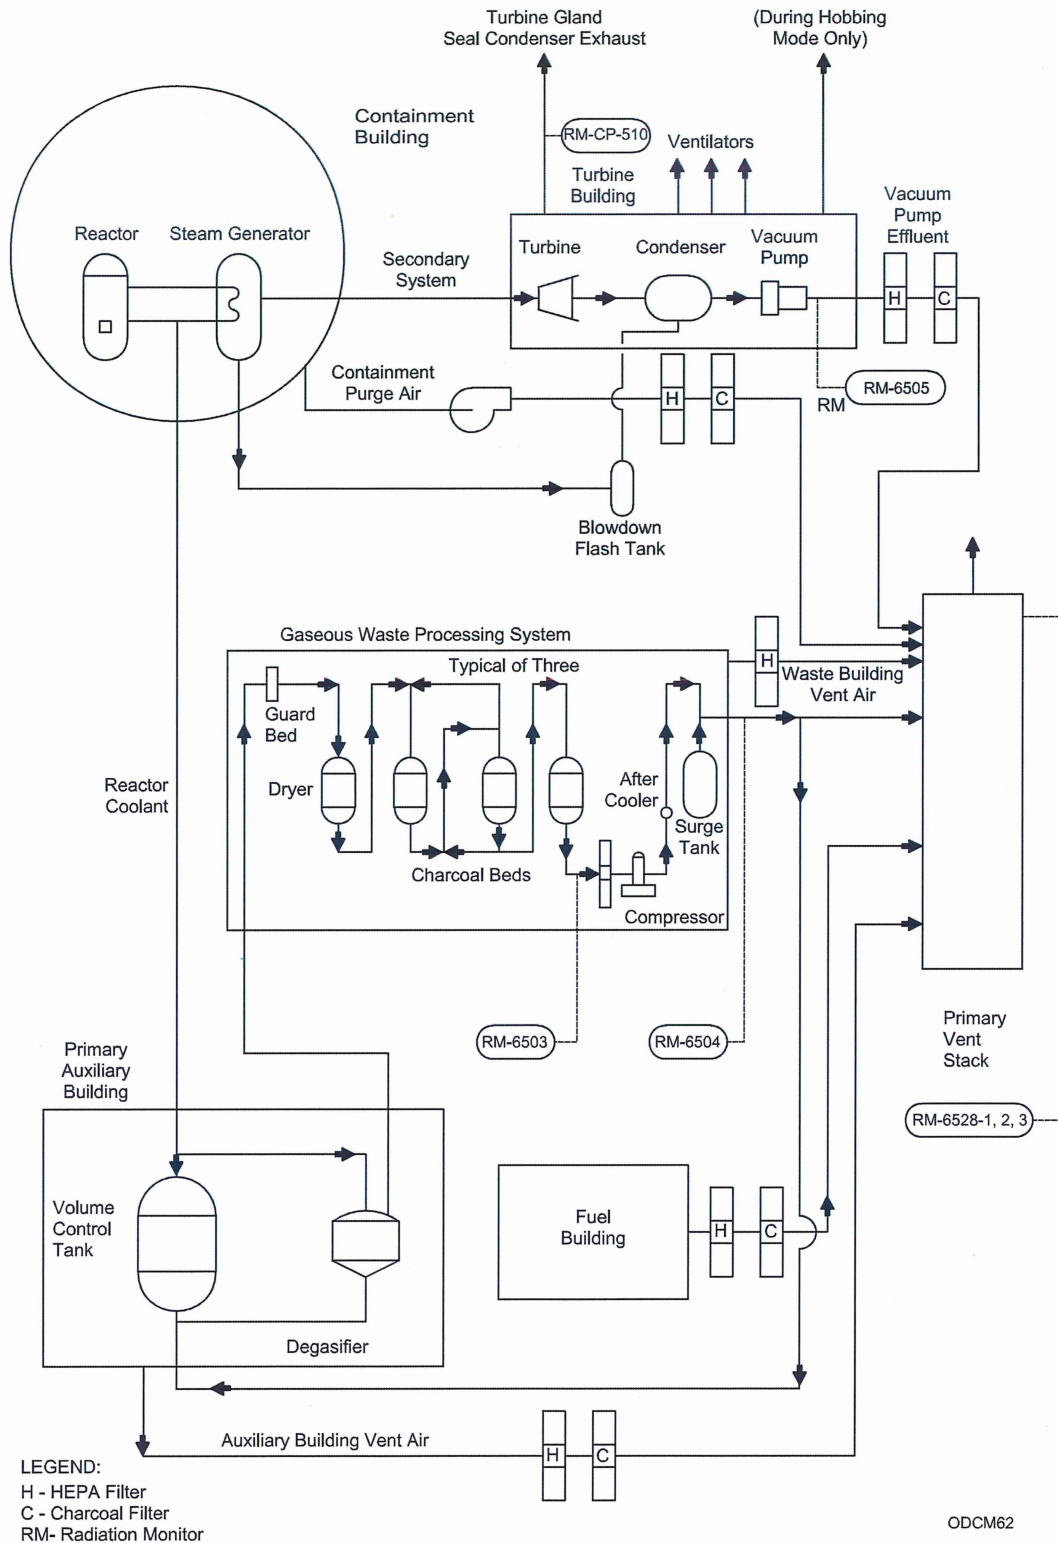 Turbine Gland
Seal Condenser Exhaust
(During Hobbing
Mode Only)
Containment
Building
RM-CP-510
Ventilators
Turbine
Building
Vacuum
Pump
Effluent
Reactor
Steam Generator
Secondary
System
Turbine
Condenser
Vacuum
Pump
H
C
Containment
Purge Air
H
C
RM
RM-6505
Blowdown
Flash Tank
Gaseous Waste Processing System
Typical of Three
H
Waste Building
Vent Air
Guard
Bed
Dryer
After
Cooler
Surge
Tank
Reactor
Coolant
Charcoal Beds
Compressor
RM-6503
RM-6504
Primary
Vent
Stack
Primary
Auxiliary
Building
RM-6528-1, 2, 3
Volume
Control
Tank
Fuel
Building
H
C
Degasifier
Auxiliary Building Vent Air
H
C
LEGEND:
H - HEPA Filter
C - Charcoal Filter
RM- Radiation Monitor
ODCM62